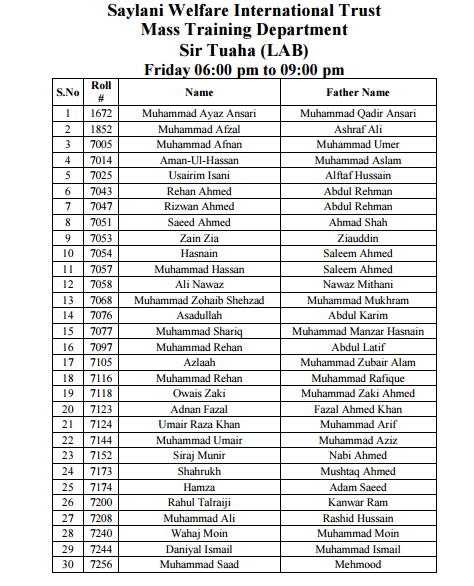 Saylani Welfare International Trust
Mass Training Department
Sir Tuaha (LAB)
Friday 06:00 pm to 09:00 pm
S.No Roll # Name Father Name
1 1672 Muhammad Ayaz Ansari Muhammad Qadir Ansari
2 1852 Muhammad Afzal Ashraf Ali
3 7005 Muhammad Afnan Muhammad Umer
4 7014 Aman-Ul-Hassan Muhammad Aslam
5 7025 Usairim Isani Alftaf Hussain
6 7043 Rehan Ahmed Abdul Rehman
7 7047 Rizwan Ahmed Abdul Rehman
8 7051 Saeed Ahmed Ahmad Shah
9 7053 Zain Zia Ziauddin
10 7054 Hasnain Saleem Ahmed
11 7057 Muhammad Hassan Saleem Ahmed
12 7058 Ali Nawaz Nawaz Mithani
13 7068 Muhammad Zohaib Shehzad Muhammad Mukhram
14 7076 Asadullah Abdul Karim
15 7077 Muhammad Shariq Muhammad Manzar Hasnain
16 7097 Muhammad Rehan Abdul Latif
17 7105 Azlaah Muhammad Zubair Alam
18 7116 Muhammad Rehan Muhammad Rafique
19 7118 Owais Zaki Muhammad Zaki Ahmed
20 7123 Adnan Fazal Fazal Ahmed Khan
21 7124 Umair Raza Khan Muhammad Arif
22 7144 Muhammad Umair Muhammad Aziz
23 7152 Siraj Munir Nabi Ahmed
24 7173 Shahrukh Mushtaq Ahmed
25 7174 Hamza Adam Saeed
26 7200 Rahul Talraiji Kanwar Ram
27 7208 Muhammad Ali Rashid Hussain
28 7240 Wahaj Moin Muhammad Moin
29 7244 Daniyal Ismail Muhammad Ismail
30 7256 Muhammad Saad Mehmood